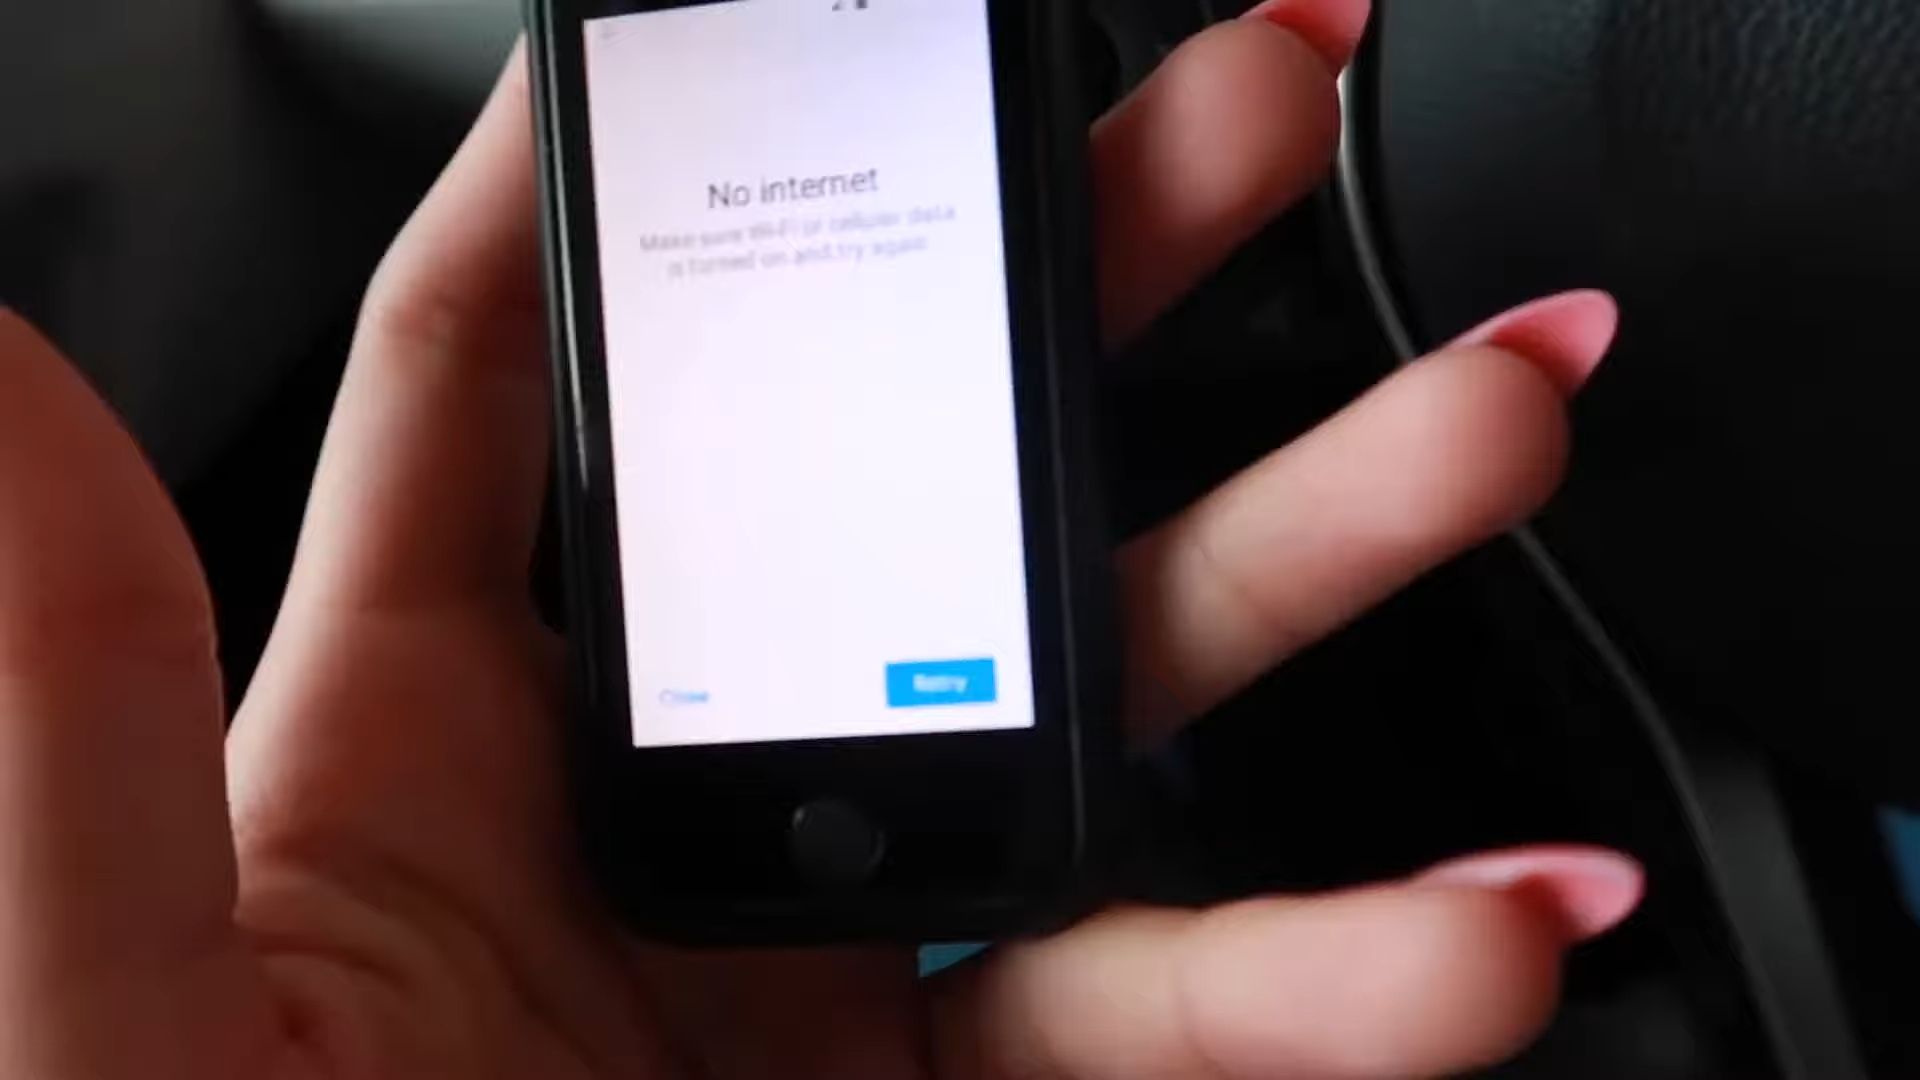 No internet
Make sure Wi-Fi or cellular data
is turned on and try again.
Close
Retry